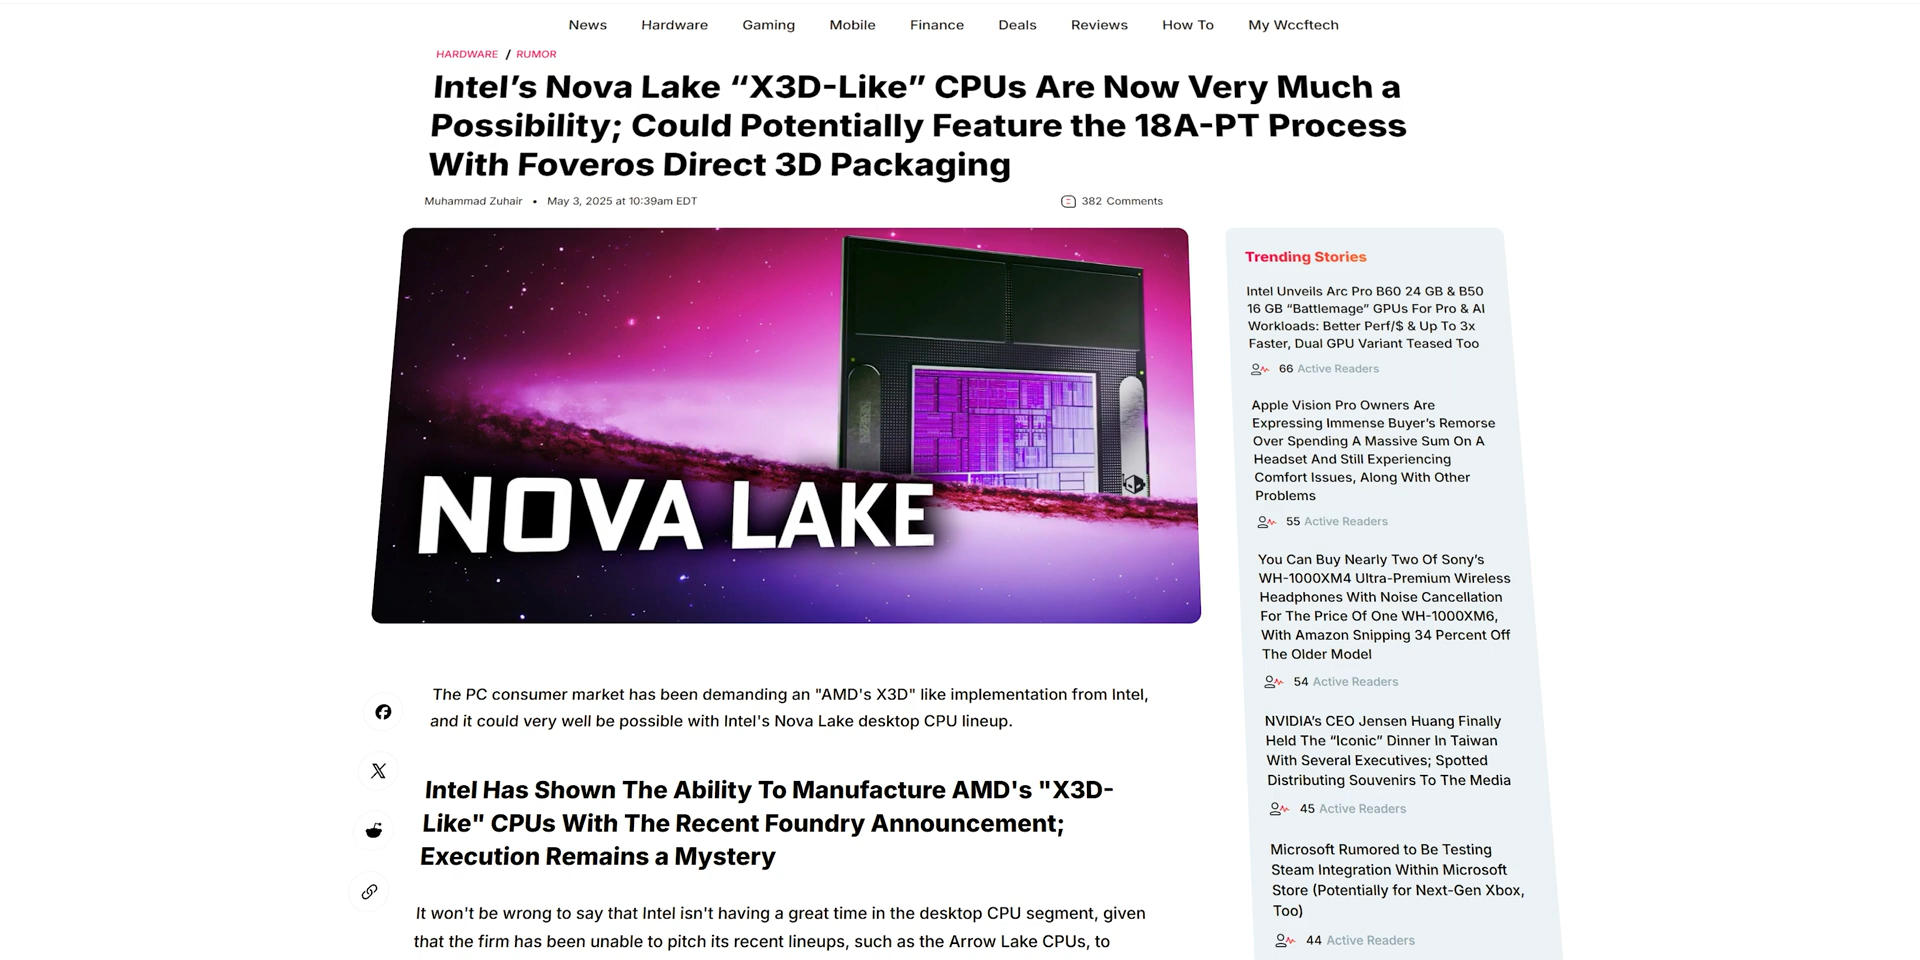 News Hardware Gaming Mobile Finance Deals Reviews How To My Wccftech
HARDWARE / RUMOR
Intel’s Nova Lake “X3D-Like” CPUs Are Now Very Much a
Possibility; Could Potentially Feature the 18A-PT Process
With Foveros Direct 3D Packaging
Muhammad Zuhair • May 3, 2025 at 10:39am EDT
382 Comments
NOVA LAKE
The PC consumer market has been demanding an "AMD's X3D" like implementation from Intel,
and it could very well be possible with Intel's Nova Lake desktop CPU lineup.
Intel Has Shown The Ability To Manufacture AMD's "X3D-
Like" CPUs With The Recent Foundry Announcement;
Execution Remains a Mystery
It won't be wrong to say that Intel isn't having a great time in the desktop CPU segment, given
that the firm has been unable to pitch its recent lineups, such as the Arrow Lake CPUs, to
Trending Stories
Intel Unveils Arc Pro B60 24 GB & B50
16 GB “Battlemage” GPUs For Pro & AI
Workloads: Better Perf/$ & Up To 3x
Faster, Dual GPU Variant Teased Too
66 Active Readers
Apple Vision Pro Owners Are
Expressing Immense Buyer’s Remorse
Over Spending A Massive Sum On A
Headset And Still Experiencing
Comfort Issues, Along With Other
Problems
55 Active Readers
You Can Buy Nearly Two Of Sony’s
WH-1000XM4 Ultra-Premium Wireless
Headphones With Noise Cancellation
For The Price Of One WH-1000XM6,
With Amazon Snipping 34 Percent Off
The Older Model
54 Active Readers
NVIDIA’s CEO Jensen Huang Finally
Held The “Iconic” Dinner In Taiwan
With Several Executives; Spotted
Distributing Souvenirs To The Media
45 Active Readers
Microsoft Rumored to Be Testing
Steam Integration Within Microsoft
Store (Potentially for Next-Gen Xbox,
Too)
44 Active Readers